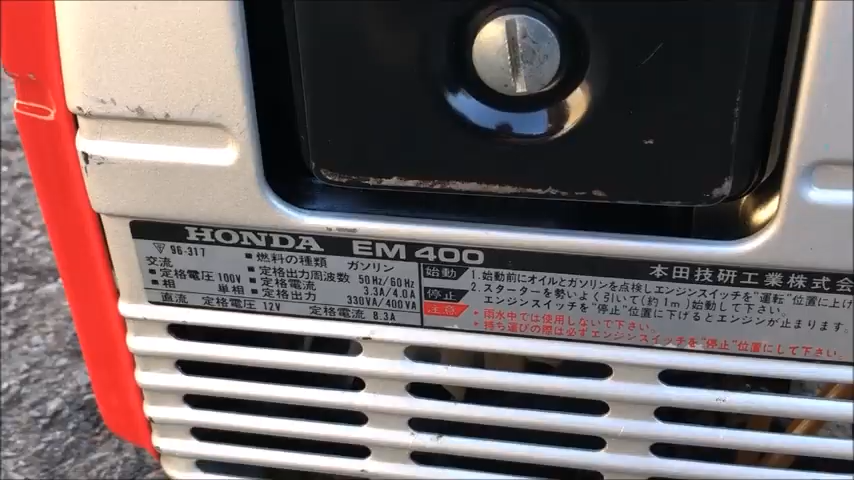 HONDA EM 400
本田技研工業株式会
96-317
交流
■燃料の種類 ガソリン
■定格電圧 100V ■定格出力周波数 50Hz/60Hz
■定格電流 3.3A/4.0A
■相 単相 ■定格出力 330VA/400VA
直流 定格電圧 12V 定格電流 8.3A
始動
1. 始動前にオイルとガソリンを点検しエンジンスイッチを"運転"位置に上げ
2. スターターを勢いよく引いて(約1m)始動して下さい。
停止
エンジンスイッチを"停止"位置に下げるとエンジンが止まります。
注意
・雨水中では使用しないで下さい。
・持ち運びの際は必ずエンジンスイッチを"停止"位置にして下さい。